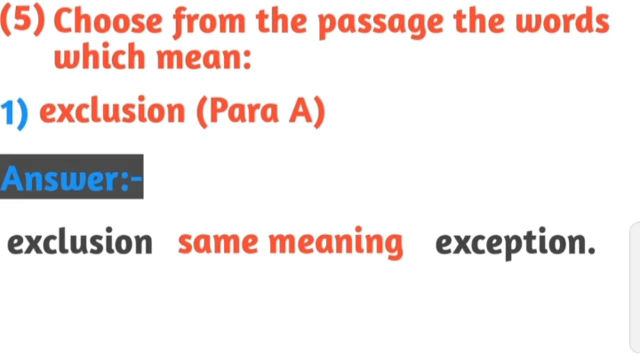 (5) Choose from the passage the words
which mean:
1) exclusion (Para A)
Answer:-
exclusion same meaning exception.